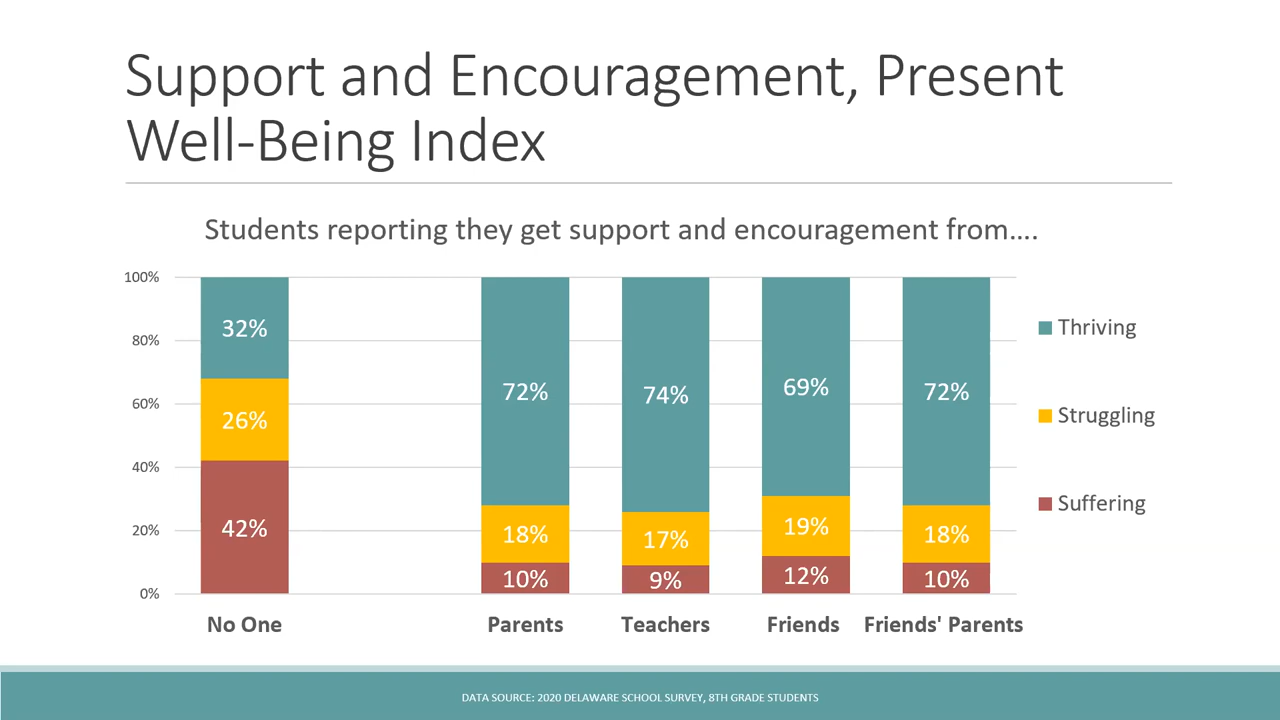 Support and Encouragement, Present
Well-Being Index
Students reporting they get support and encouragement from....
100%
80%
60%
40%
20%
0%
32%
26%
42%
72%
18%
10%
74%
17%
9%
69%
19%
12%
72%
18%
10%
No One
Parents
Teachers
Friends
Friends' Parents
Thriving
Struggling
Suffering
DATA SOURCE: 2020 DELAWARE SCHOOL SURVEY, 8TH GRADE STUDENTS